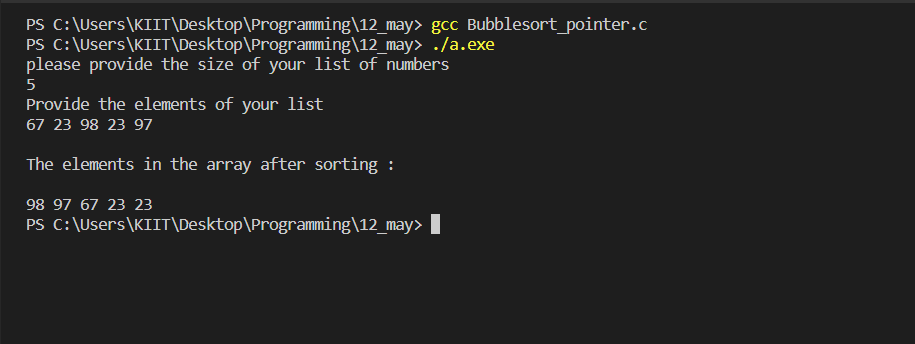 PS C:\Users\KIIT\Desktop\Programming\12_may> gcc Bubblesort_pointer.c
PS C:\Users\KIIT\Desktop\Programming\12_may> ./a.exe
please provide the size of your list of numbers
5
Provide the elements of your list
67 23 98 23 97
The elements in the array after sorting :
98 97 67 23 23
PS C:\Users\KIIT\Desktop\Programming\12_may>